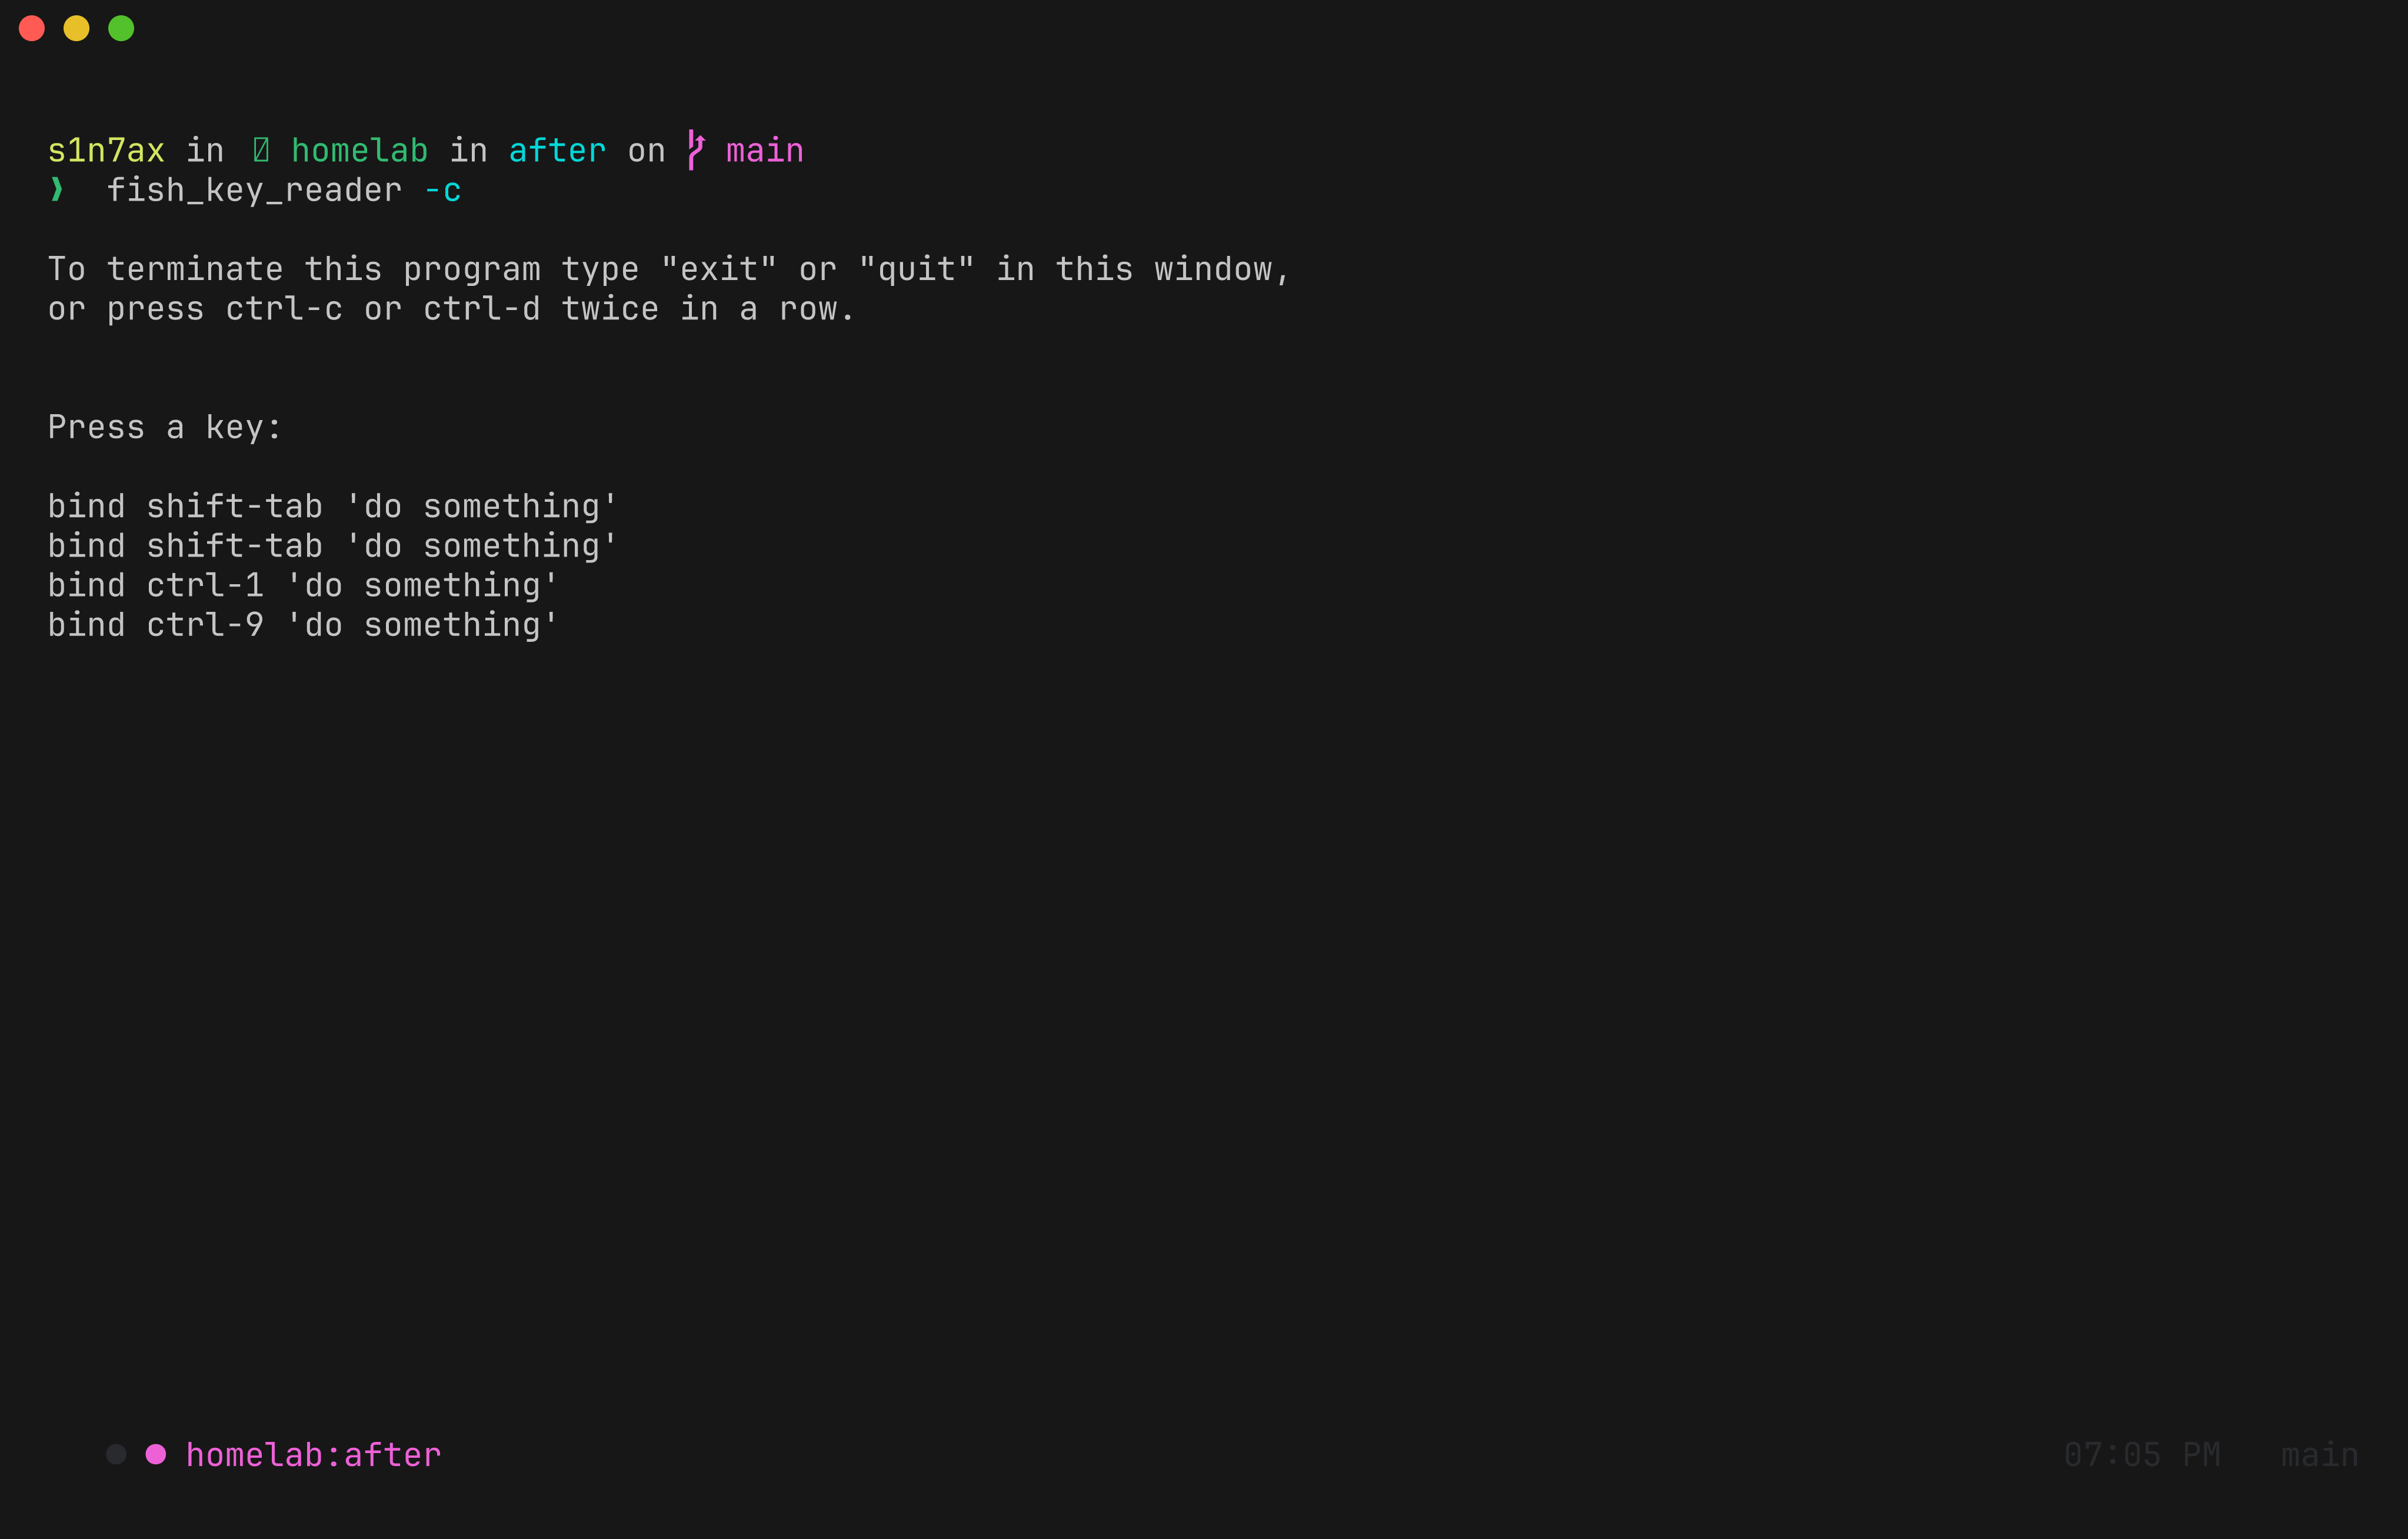 s1n7ax in homelab in after on main
❯ fish_key_reader -c
To terminate this program type "exit" or "quit" in this window,
or press ctrl-c or ctrl-d twice in a row.
Press a key:
bind shift-tab 'do something'
bind shift-tab 'do something'
bind ctrl-1 'do something'
bind ctrl-9 'do something'
homelab:after 07:05 PM main